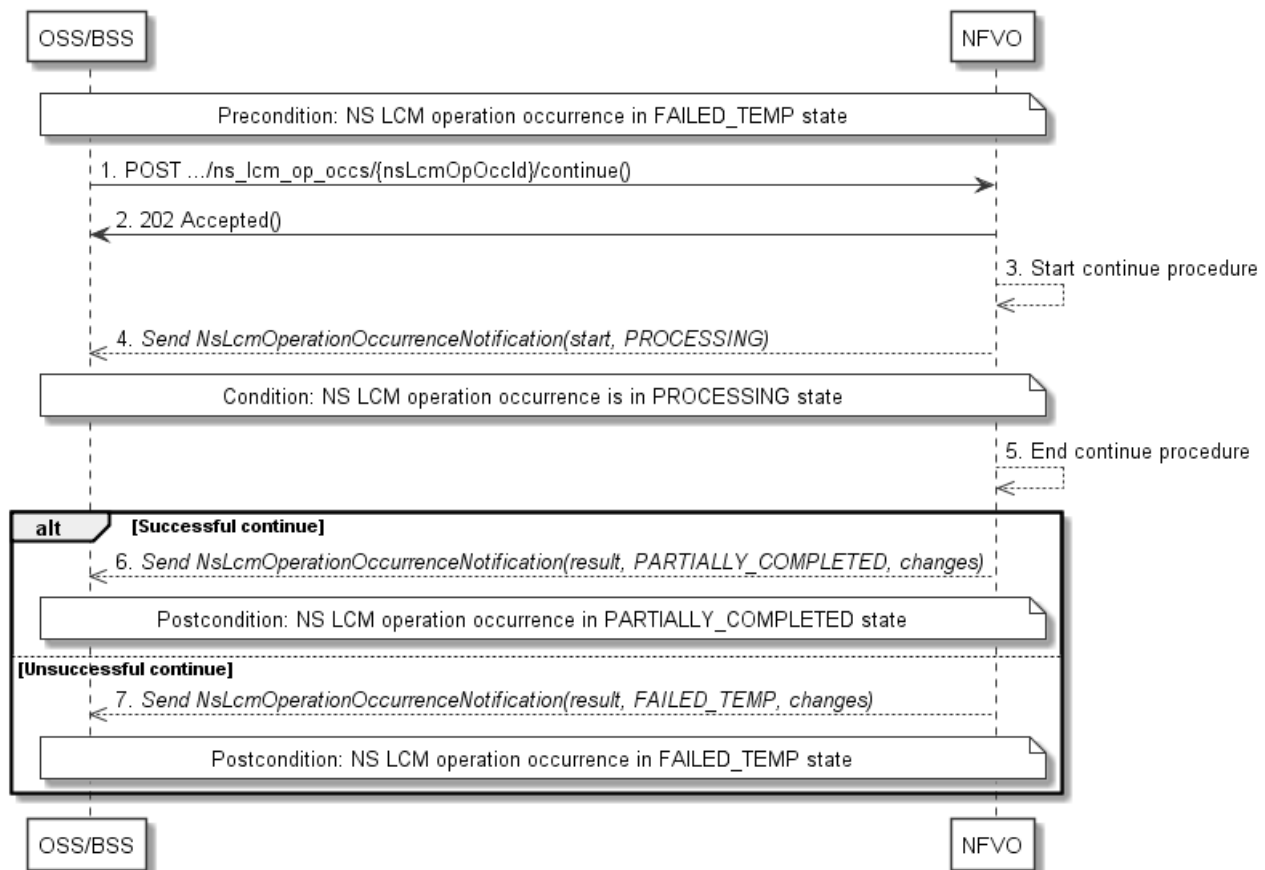 OSS/BSS
NFVO
Precondition: NS LCM operation occurrence in FAILED_TEMP state
1. POST .../ns_lcm_op_occs/{nsLcmOpOccId}/continue()
2. 202 Accepted()
3. Start continue procedure
4. Send NsLcmOperationOccurrenceNotification(start, PROCESSING)
Condition: NS LCM operation occurrence is in PROCESSING state
5. End continue procedure
alt
[Successful continue]
6. Send NsLcmOperationOccurrenceNotification(result, PARTIALLY_COMPLETED, changes)
Postcondition: NS LCM operation occurrence in PARTIALLY_COMPLETED state
[Unsuccessful continue]
7. Send NsLcmOperationOccurrenceNotification(result, FAILED_TEMP, changes)
Postcondition: NS LCM operation occurrence in FAILED_TEMP state
OSS/BSS
NFVO